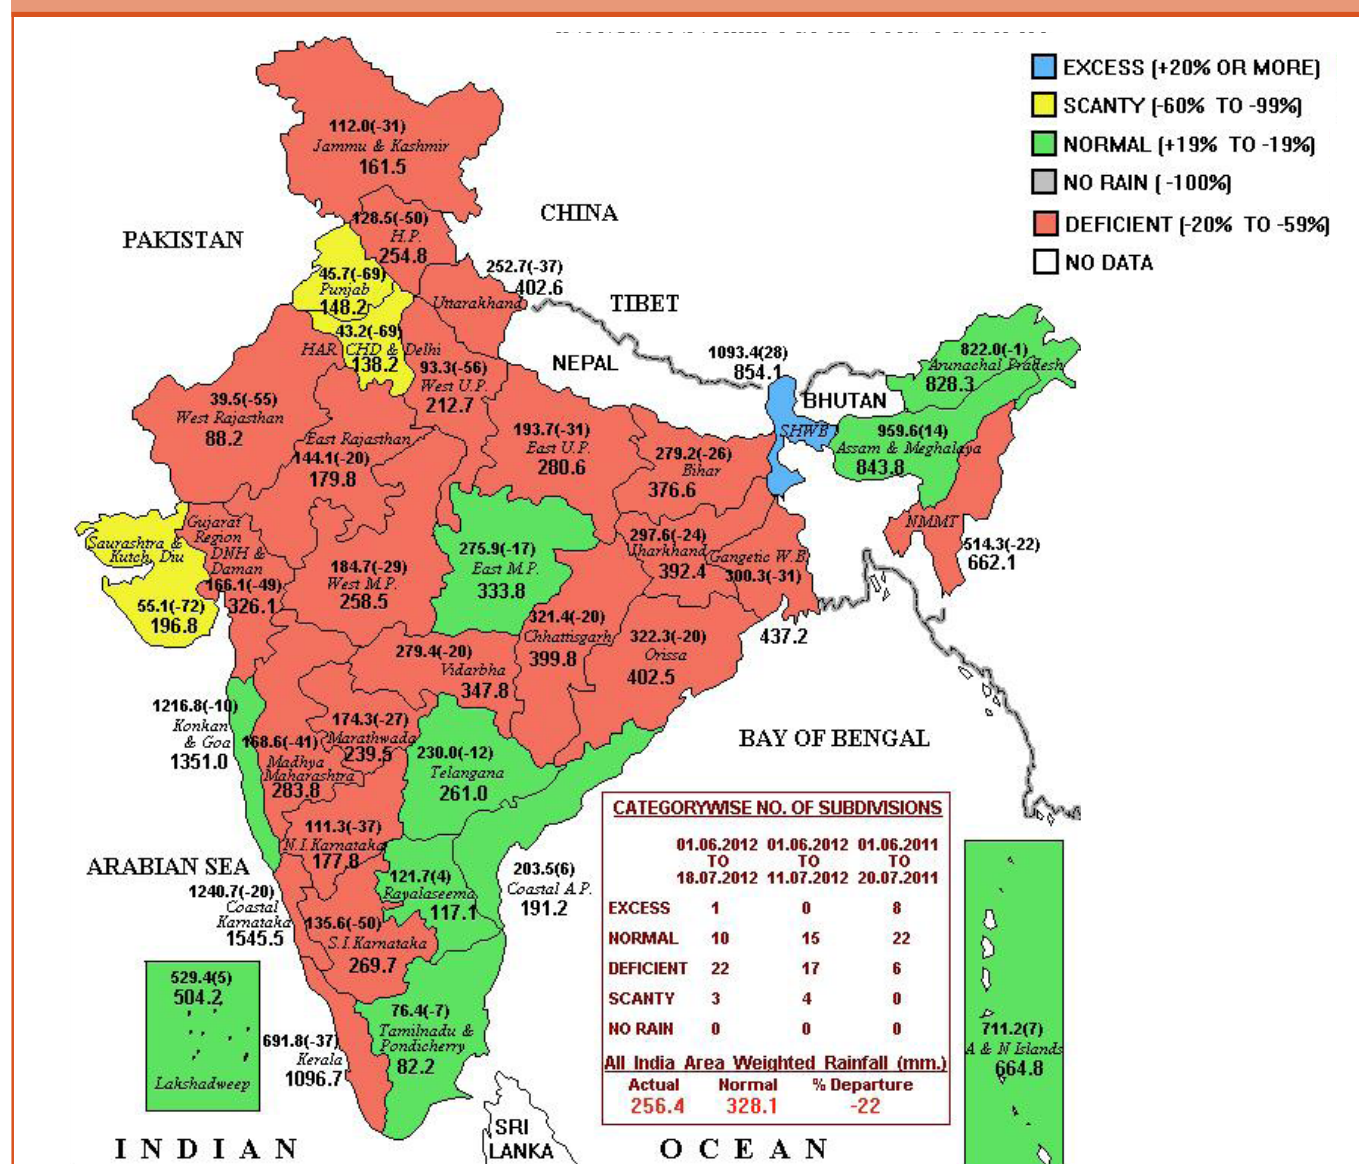 EXCESS (+20% OR MORE)
SCANTY (-60% TO -99%)
NORMAL (+19% TO -19%)
NO RAIN ( -100%)
DEFICIENT (-20% TO -59%)
NO DATA
112.0(-31)
Jammu & Kashmir
161.5
CHINA
PAKISTAN
128.5(-50)
H.P.
254.8
45.7(-69)
Punjab
148.2
252.7(-37)
402.6
Uttarakhand
TIBET
NEPAL
43.2(-69)
HAR. CHD & Delhi
138.2
93.3(-56)
West U.P.
212.7
1093.4(28)
854.1
SHWB
BHUTAN
822.0(-1)
Arunachal Pradesh
828.3
39.5(-55)
West Rajasthan
88.2
East Rajasthan
144.1(-20)
179.8
193.7(-31)
East U.P.
280.6
279.2(-26)
Bihar
376.6
959.6(14)
Assam & Meghalaya
843.8
NMMT
514.3(-22)
662.1
Saurashtra &
Kutch, Diu
55.1(-72)
196.8
Gujarat
Region
DNH &
Daman
166.1(-49)
326.1
184.7(-29)
West M.P.
258.5
275.9(-17)
East M.P.
333.8
297.6(-24)
Jharkhand
392.4
Gangetic W.B
300.3(-31)
437.2
321.4(-20)
Chhattisgarh
399.8
322.3(-20)
Orissa
402.5
279.4(-20)
Vidarbha
347.8
1216.8(-10)
Konkan
& Goa
1351.0
168.6(-41)
Madhya
Maharashtra
283.8
174.3(-27)
Marathwada
239.5
230.0(-12)
Telangana
261.0
BAY OF BENGAL
111.3(-37)
N.I.Karnataka
177.8
ARABIAN SEA
1240.7(-20)
Coastal
Karnataka
1545.5
121.7(4)
Rayalaseema
117.1
203.5(6)
Coastal A.P.
191.2
135.6(-50)
S.I.Karnataka
269.7
529.4(5)
504.2
Lakshadweep
691.8(-37)
Kerala
1096.7
76.4(-7)
Tamilnadu &
Pondicherry
82.2
CATEGORYWISE NO. OF SUBDIVISIONS
01.06.2012 01.06.2012 01.06.2011
TO TO TO
18.07.2012 11.07.2012 20.07.2011
EXCESS 1 0 8
NORMAL 10 15 22
DEFICIENT 22 17 6
SCANTY 3 4 0
NO RAIN 0 0 0
All India Area Weighted Rainfall (mm.)
Actual Normal % Departure
256.4 328.1 -22
711.2(7)
A & N Islands
664.8
SRI
LANKA
INDIAN OCEAN